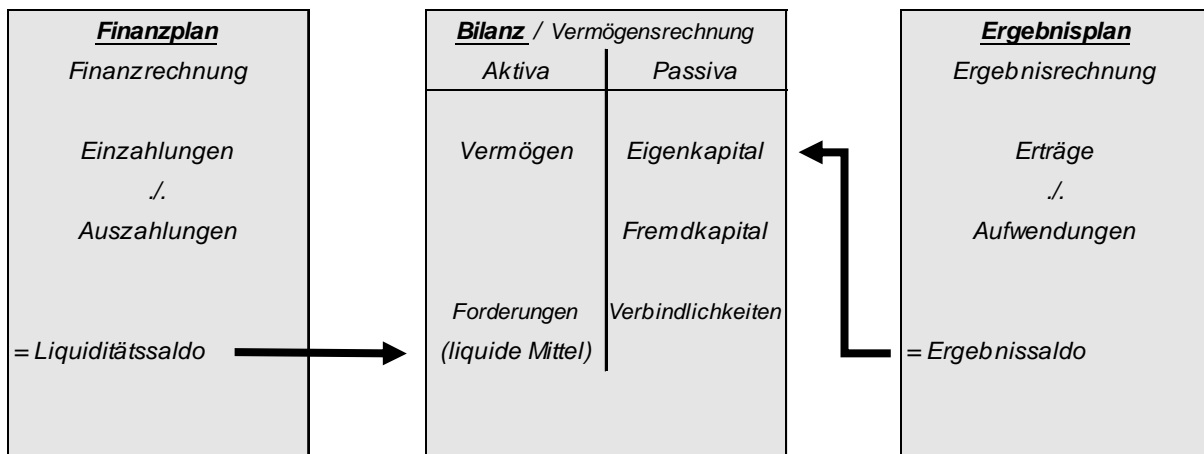 Finanzplan
Finanzrechnung
Einzahlungen
./.
Auszahlungen
= Liquiditätssaldo
Bilanz / Vermögensrechnung
Aktiva Passiva
Vermögen Eigenkapital
Fremdkapital
Forderungen Verbindlichkeiten
(liquide Mittel)
Ergebnisplan
Ergebnisrechnung
Erträge
./.
Aufwendungen
= Ergebnissaldo